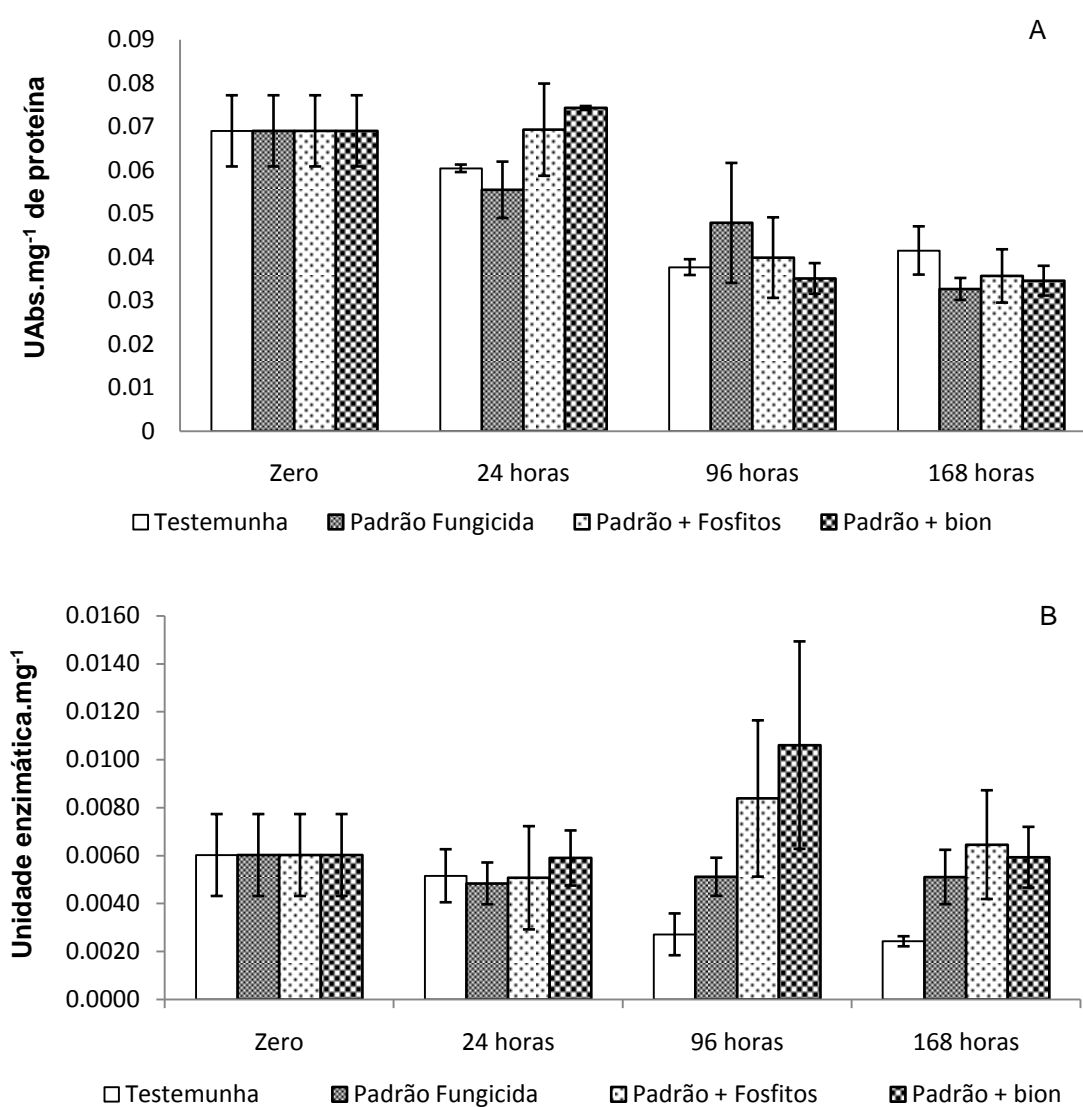 A
UAbs.mg⁻¹ de proteína
0.09
0.08
0.07
0.06
0.05
0.04
0.03
0.02
0.01
0
Zero 24 horas 96 horas 168 horas
Testemunha Padrão Fungicida Padrão + Fosfitos Padrão + bion
B
Unidade enzimática.mg⁻¹
0.0160
0.0140
0.0120
0.0100
0.0080
0.0060
0.0040
0.0020
0.0000
Zero 24 horas 96 horas 168 horas
Testemunha Padrão Fungicida Padrão + Fosfitos Padrão + bion